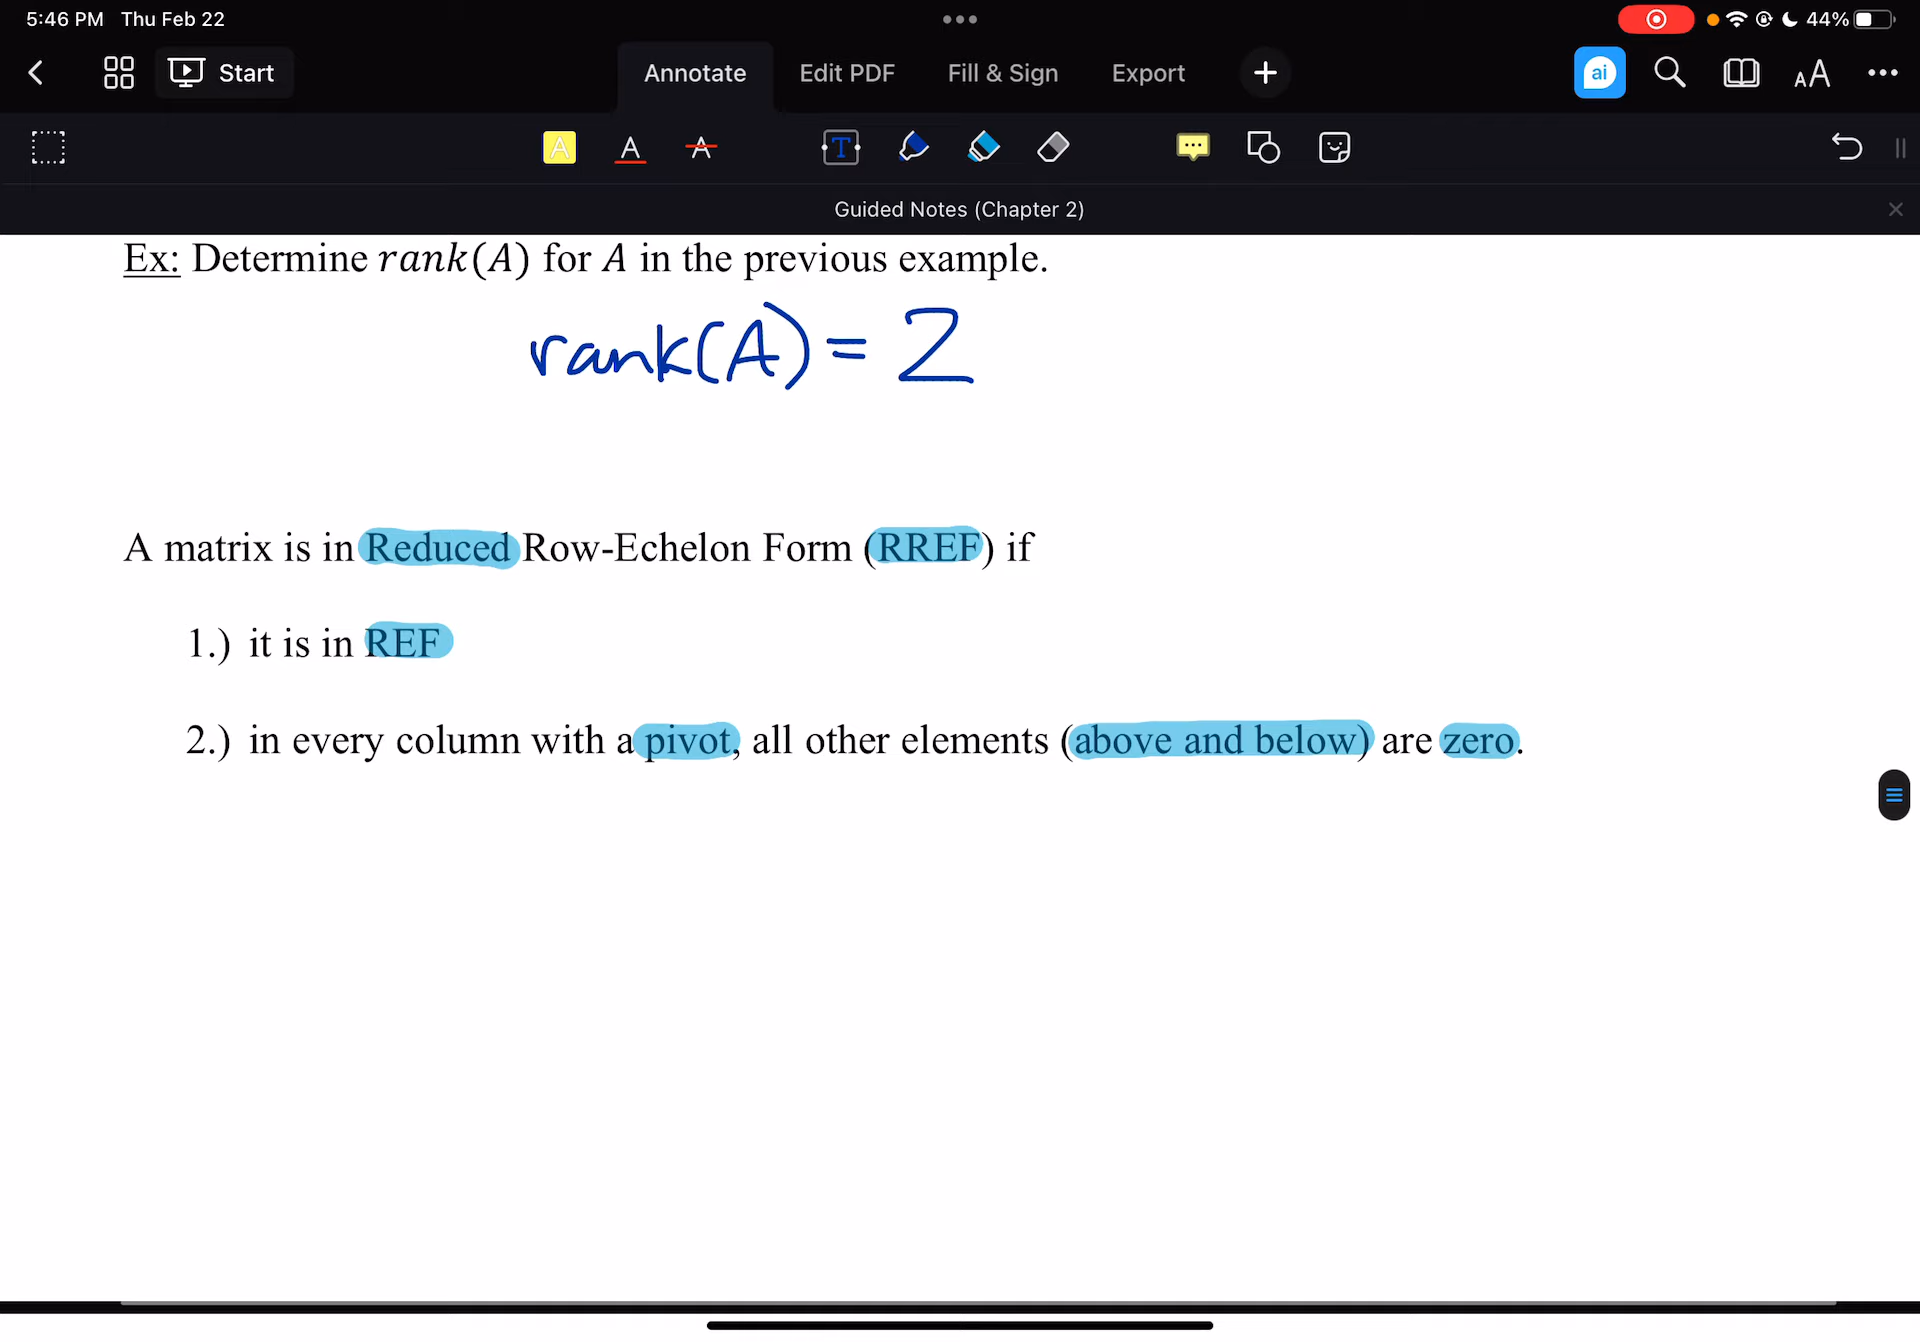 5:46 PM Thu Feb 22
44%
Start
Annotate
Edit PDF
Fill & Sign
Export
ai
AA
A
A
A
T
Guided Notes (Chapter 2)
Ex: Determine rank(A) for A in the previous example.
rank(A) = 2
A matrix is in Reduced Row-Echelon Form (RREF) if
1.) it is in REF
2.) in every column with a pivot, all other elements (above and below) are zero.